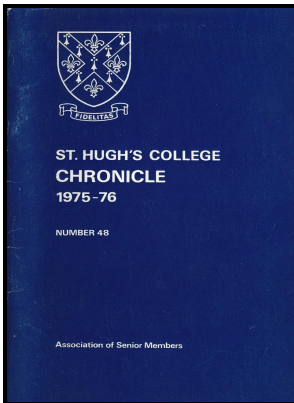 FIDELITAS
ST. HUGH'S COLLEGE
CHRONICLE
1975-76
NUMBER 48
Association of Senior Members